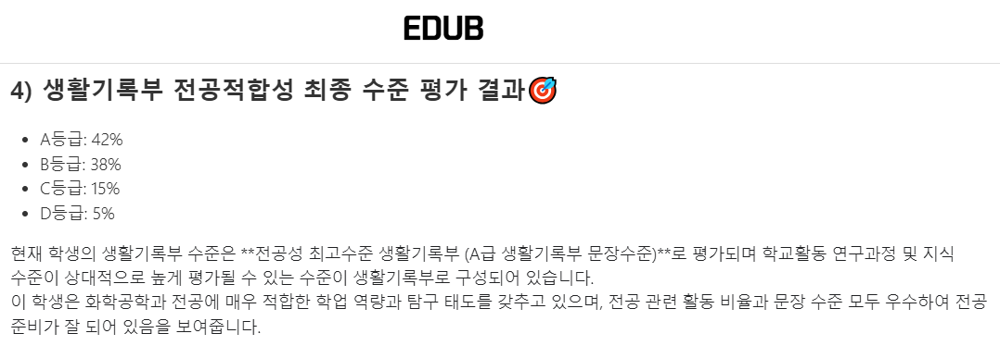 EDUB
4) 생활기록부 전공적합성 최종 수준 평가 결과🎯
• A등급: 42%
• B등급: 38%
• C등급: 15%
• D등급: 5%
현재 학생의 생활기록부 수준은 **전공성 최고수준 생활기록부 (A급 생활기록부 문장수준)**로 평가되며 학교활동 연구과정 및 지식
수준이 상대적으로 높게 평가될 수 있는 수준이 생활기록부로 구성되어 있습니다.
이 학생은 화학공학과 전공에 매우 적합한 학업 역량과 탐구 태도를 갖추고 있으며, 전공 관련 활동 비율과 문장 수준 모두 우수하여 전공
준비가 잘 되어 있음을 보여줍니다.